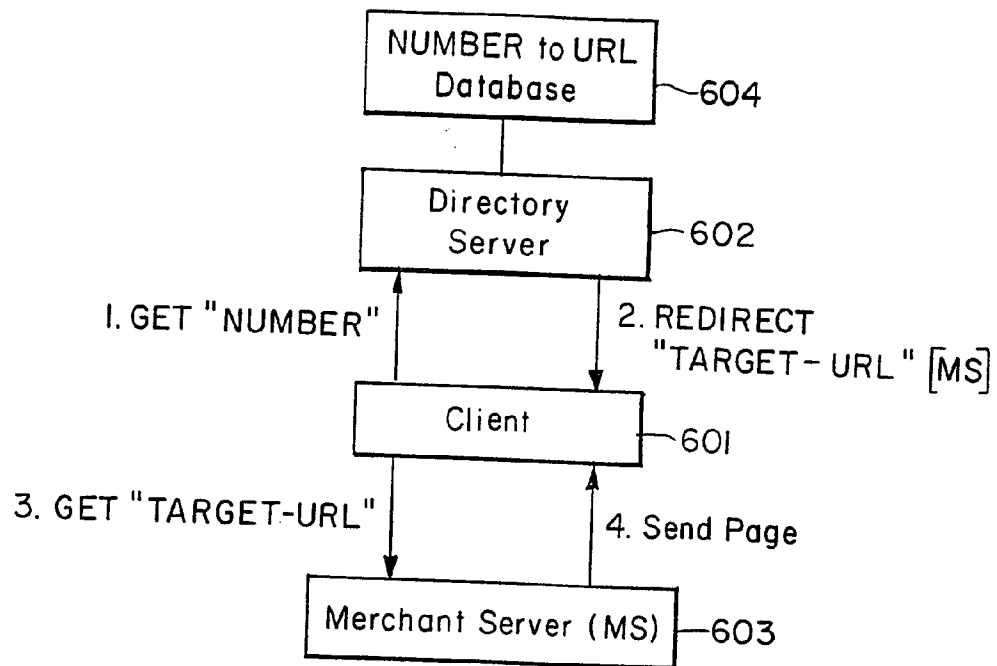 NUMBER to URL
Database
604
Directory
Server
602
1. GET "NUMBER"
2. REDIRECT
"TARGET-URL" [MS]
Client
601
3. GET "TARGET-URL"
4. Send Page
Merchant Server (MS)
603